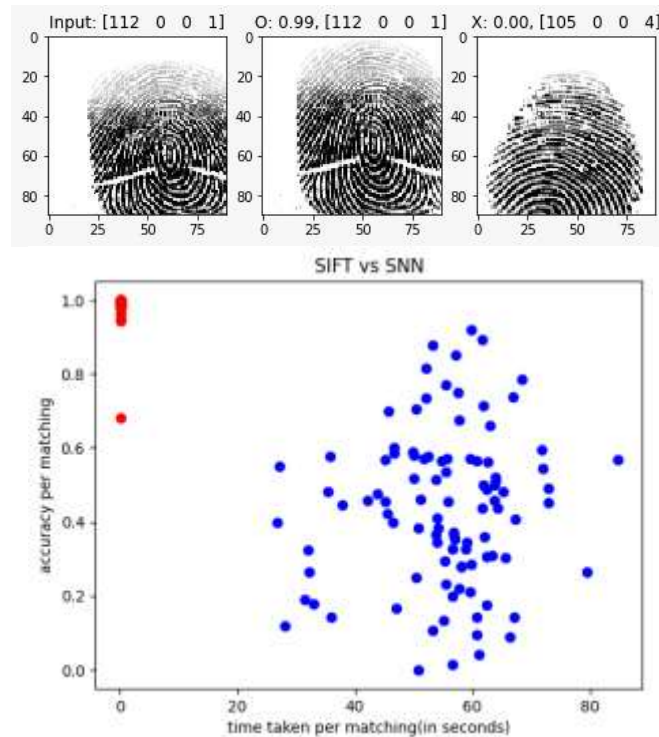 Input: [112 0 0 1]
O: 0.99, [112 0 0 1]
X: 0.00, [105 0 0 4]
0
20
40
60
80
0 25 50 75
0
20
40
60
80
0 25 50 75
0
20
40
60
80
0 25 50 75
SIFT vs SNN
accuracy per matching
1.0
0.8
0.6
0.4
0.2
0.0
0 20 40 60 80
time taken per matching(in seconds)